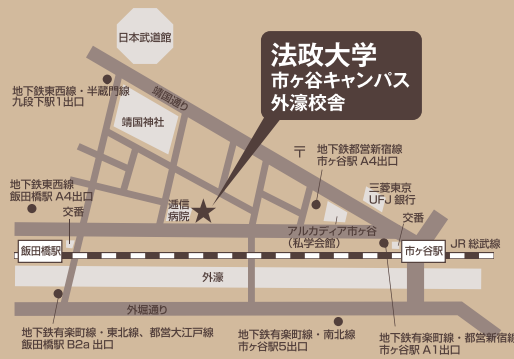 日本武道館
法政大学
市ヶ谷キャンパス
外濠校舎
地下鉄東西線・半蔵門線
九段下駅1出口
靖国通り
靖国神社
〒
地下鉄都営新宿線
市ヶ谷駅 A4出口
三菱東京
UFJ 銀行
地下鉄東西線
飯田橋駅 A4出口
逓信
病院
交番
交番
アルカディア市ヶ谷
（私学会館）
飯田橋駅
市ヶ谷駅
JR 総武線
外濠
外堀通り
地下鉄有楽町線・東北線、都営大江戸線
飯田橋駅 B2a 出口
地下鉄有楽町線・南北線
市ヶ谷駅5出口
地下鉄有楽町線・都営新宿線
市ヶ谷駅 A1出口